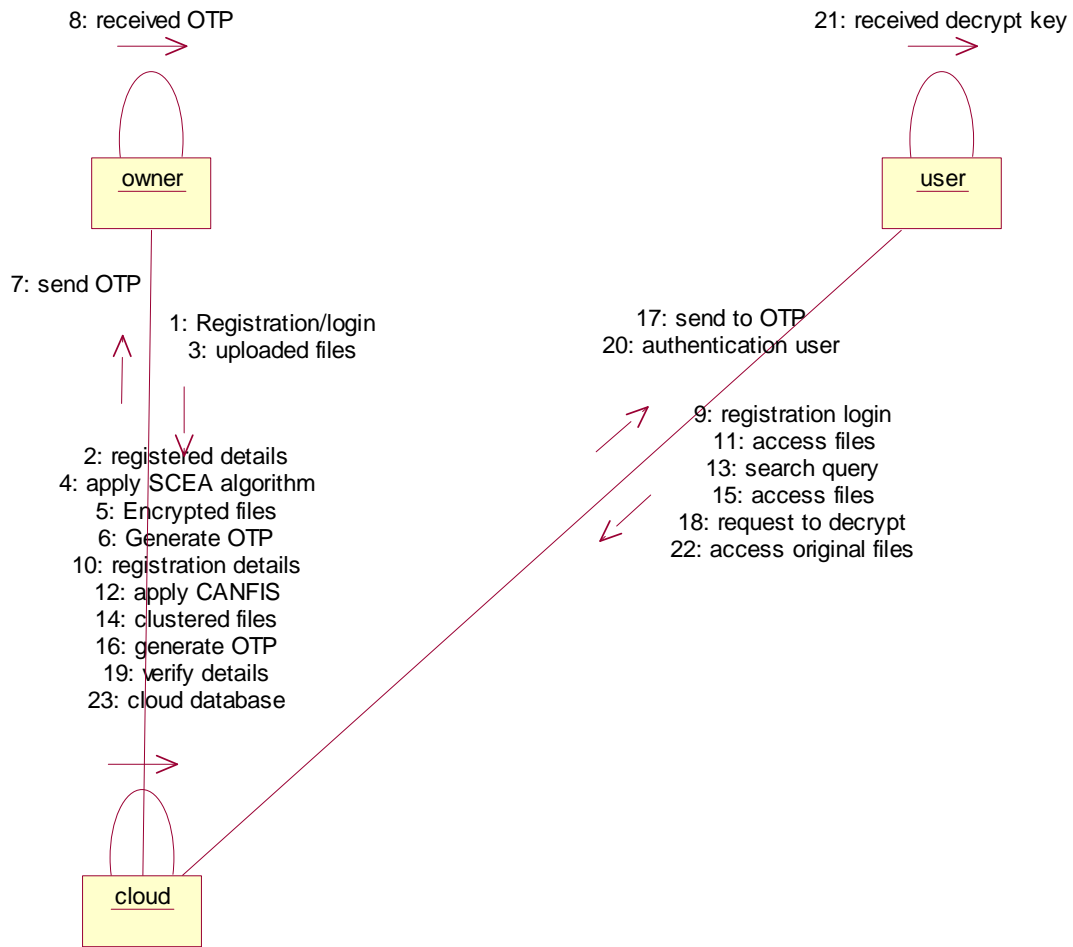 8: received OTP
21: received decrypt key
owner
user
7: send OTP
1: Registration/login
3: uploaded files
17: send to OTP
20: authentication user
2: registered details
4: apply SCEA algorithm
5: Encrypted files
6: Generate OTP
10: registration details
12: apply CANFIS
14: clustered files
16: generate OTP
19: verify details
23: cloud database
9: registration login
11: access files
13: search query
15: access files
18: request to decrypt
22: access original files
cloud